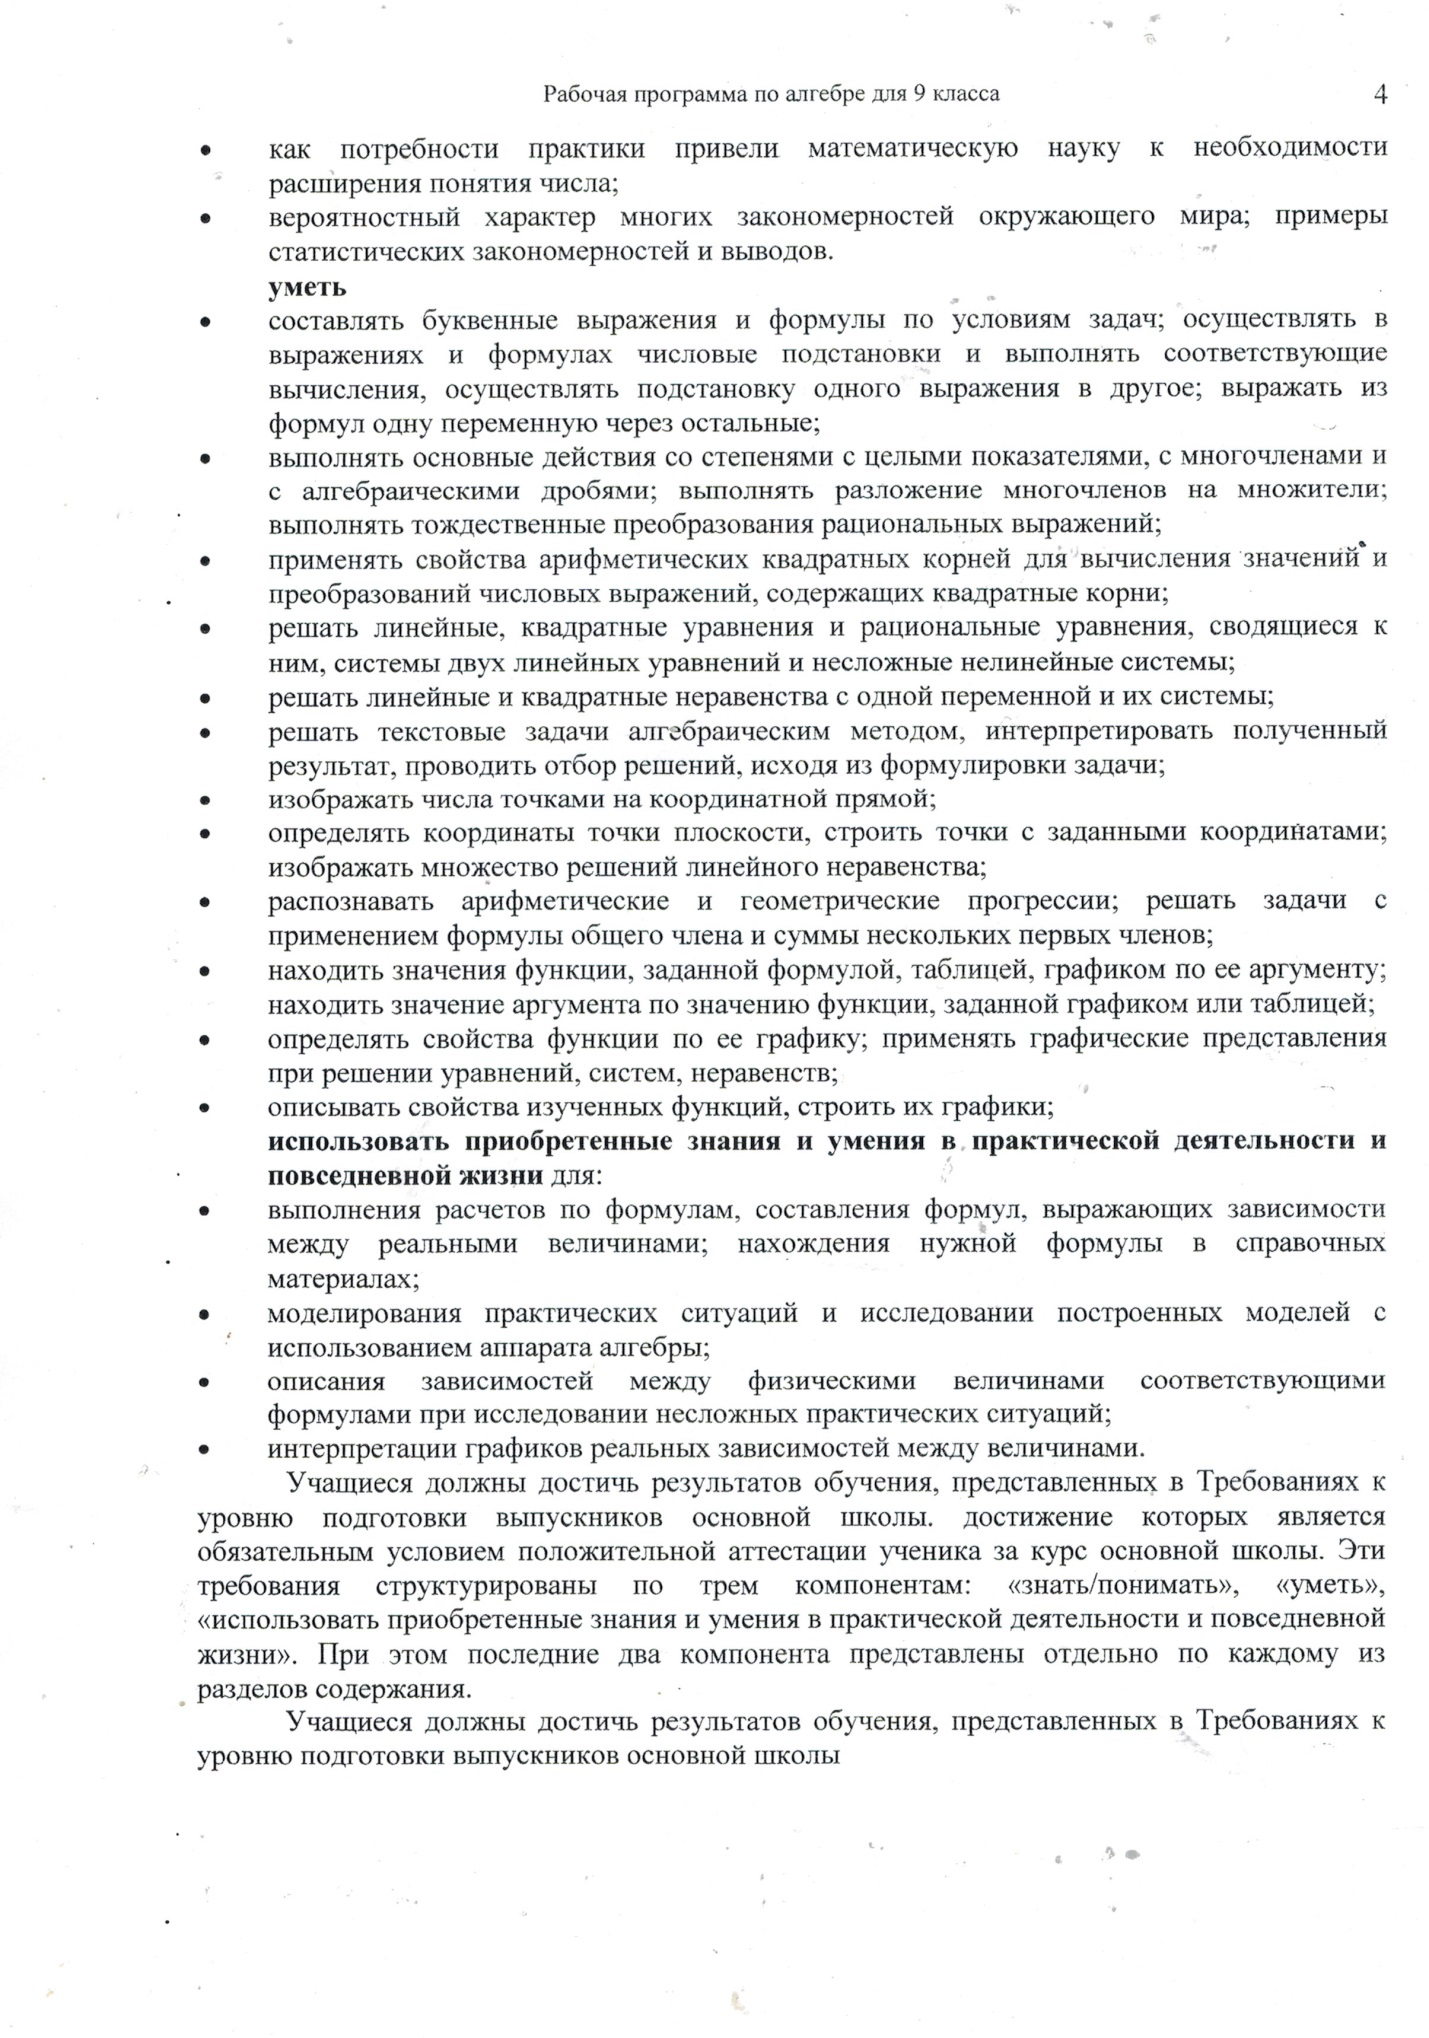 Рабочая программа по алгебре для 9 класса 4
• как потребности практики привели математическую науку к необходимости
расширения понятия числа;
• вероятностный характер многих закономерностей окружающего мира; примеры
статистических закономерностей и выводов.
уметь
• составлять буквенные выражения и формулы по условиям задач; осуществлять в
выражениях и формулах числовые подстановки и выполнять соответствующие
вычисления, осуществлять подстановку одного выражения в другое; выражать из
формул одну переменную через остальные;
• выполнять основные действия со степенями с целыми показателями, с многочленами и
с алгебраическими дробями; выполнять разложение многочленов на множители;
выполнять тождественные преобразования рациональных выражений;
• применять свойства арифметических квадратных корней для вычисления значений и
преобразований числовых выражений, содержащих квадратные корни;
• решать линейные, квадратные уравнения и рациональные уравнения, сводящиеся к
ним, системы двух линейных уравнений и несложные нелинейные системы;
• решать линейные и квадратные неравенства с одной переменной и их системы;
• решать текстовые задачи алгебраическим методом, интерпретировать полученный
результат, проводить отбор решений, исходя из формулировки задачи;
• изображать числа точками на координатной прямой;
• определять координаты точки плоскости, строить точки с заданными координатами;
изображать множество решений линейного неравенства;
• распознавать арифметические и геометрические прогрессии; решать задачи с
применением формулы общего члена и суммы нескольких первых членов;
• находить значения функции, заданной формулой, таблицей, графиком по ее аргументу;
находить значение аргумента по значению функции, заданной графиком или таблицей;
• определять свойства функции по ее графику; применять графические представления
при решении уравнений, систем, неравенств;
• описывать свойства изученных функций, строить их графики;
использовать приобретенные знания и умения в практической деятельности и
повседневной жизни для:
• выполнения расчетов по формулам, составления формул, выражающих зависимости
между реальными величинами; нахождения нужной формулы в справочных
материалах;
• моделирования практических ситуаций и исследовании построенных моделей с
использованием аппарата алгебры;
• описания зависимостей между физическими величинами соответствующими
формулами при исследовании несложных практических ситуаций;
• интерпретации графиков реальных зависимостей между величинами.
Учащиеся должны достичь результатов обучения, представленных в Требованиях к
уровню подготовки выпускников основной школы. достижение которых является
обязательным условием положительной аттестации ученика за курс основной школы. Эти
требования структурированы по трем компонентам: «знать/понимать», «уметь»,
«использовать приобретенные знания и умения в практической деятельности и повседневной
жизни». При этом последние два компонента представлены отдельно по каждому из
разделов содержания.
Учащиеся должны достичь результатов обучения, представленных в Требованиях к
уровню подготовки выпускников основной школы